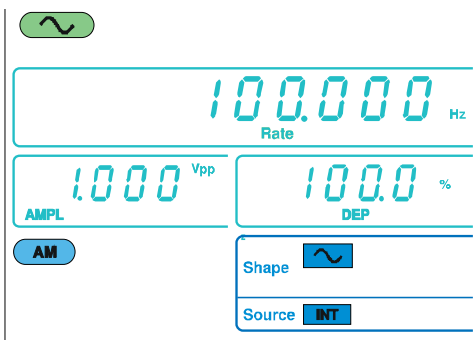 100.000 Hz
Rate
1.000 Vpp
AMPL
100.0 %
DEP
AM
Shape
Source INT